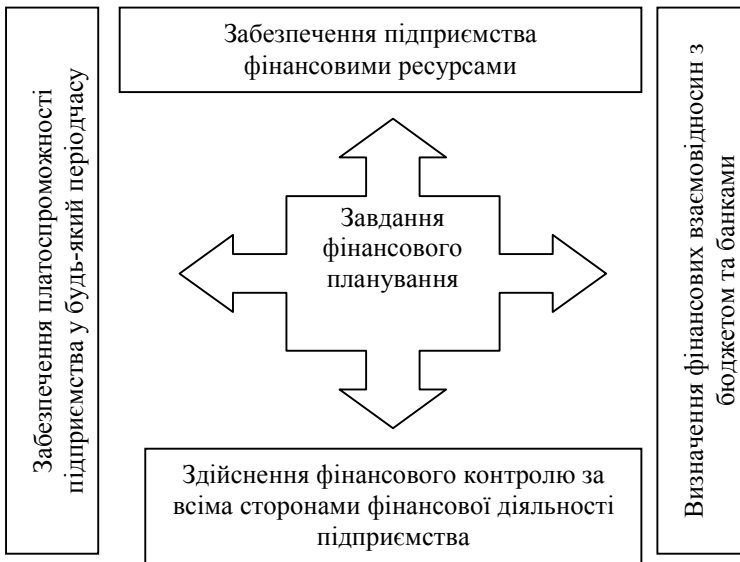 Забезпечення підприємства
фінансовими ресурсами
Забезпечення платоспроможності
підприємства у будь-який періодчасу
Завдання
фінансового
планування
Визначення фінансових взаємовідносин з
бюджетом та банками
Здійснення фінансового контролю за
всіма сторонами фінансової діяльності
підприємства